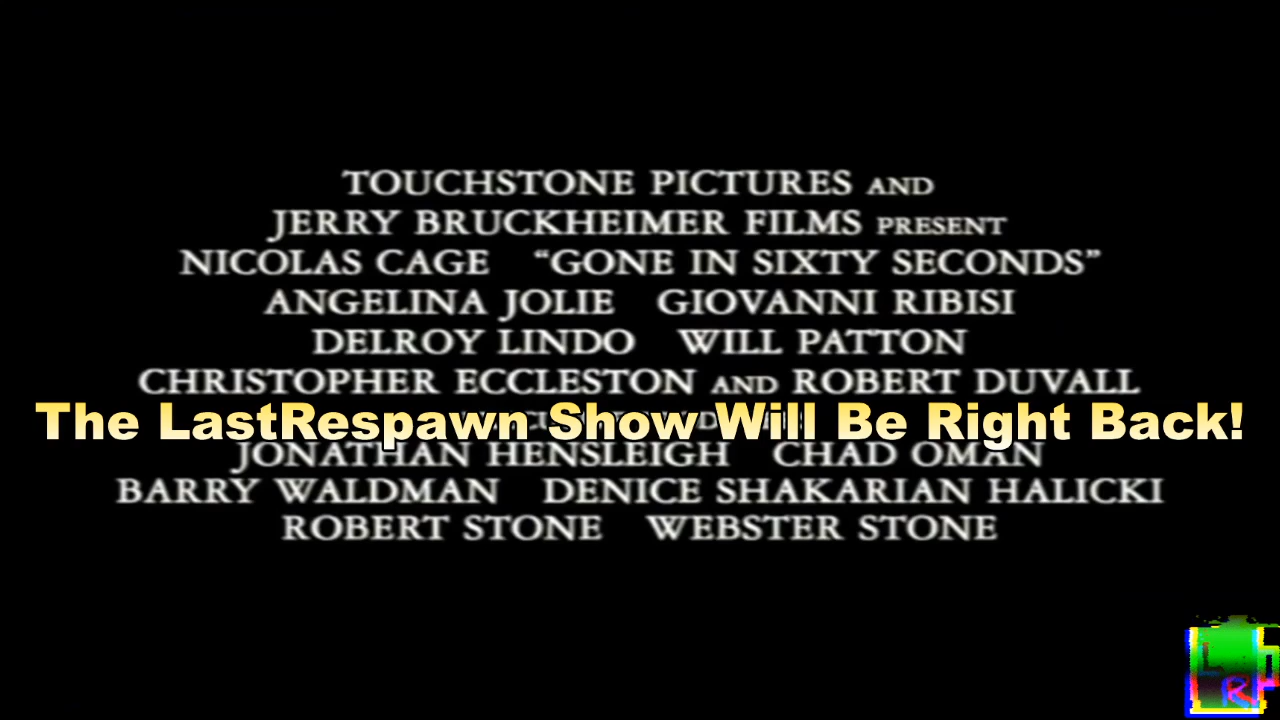 TOUCHSTONE PICTURES AND
JERRY BRUCKHEIMER FILMS PRESENT
NICOLAS CAGE “GONE IN SIXTY SECONDS”
ANGELINA JOLIE GIOVANNI RIBISI
DELROY LINDO WILL PATTON
CHRISTOPHER ECCLESTON AND ROBERT DUVALL
The LastRespawn Show Will Be Right Back!
JONATHAN HENSLEIGH CHAD OMAN
BARRY WALDMAN DENICE SHAKARIAN HALICKI
ROBERT STONE WEBSTER STONE